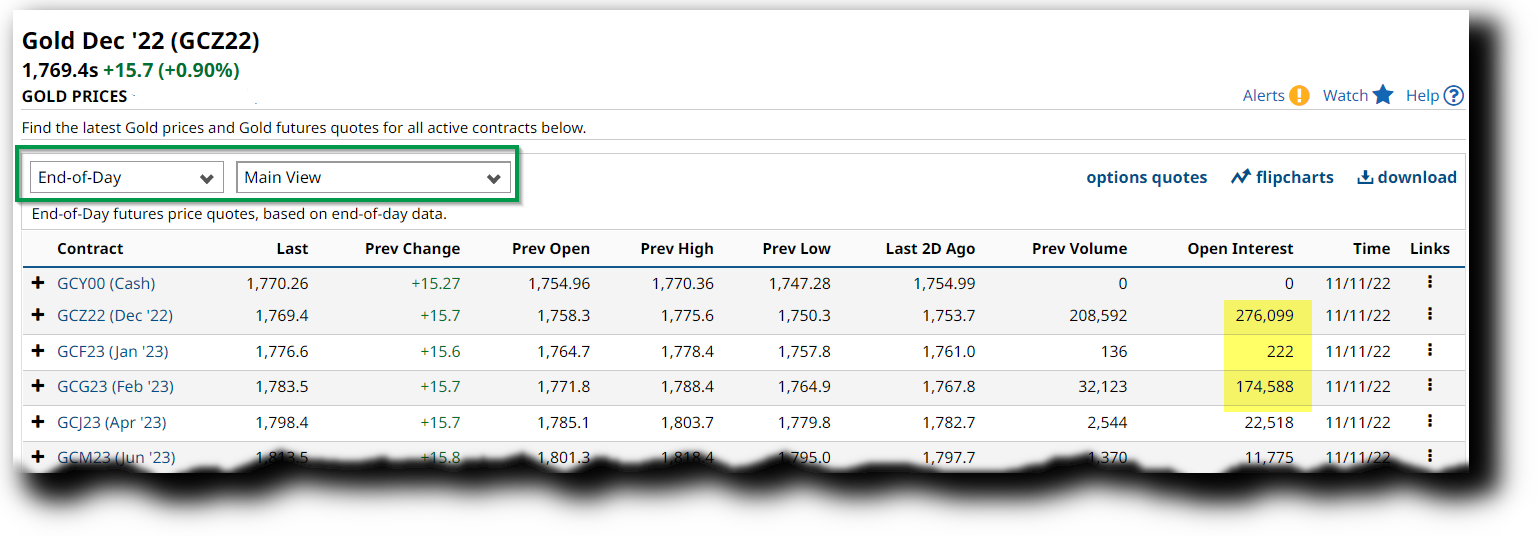 Gold Dec '22 (GCZ22)
1,769.4s +15.7 (+0.90%)
GOLD PRICES
Alerts Watch Help
Find the latest Gold prices and Gold futures quotes for all active contracts below.
End-of-Day Main View options quotes flipcharts download
End-of-Day futures price quotes, based on end-of-day data.
Contract Last Prev Change Prev Open Prev High Prev Low Last 2D Ago Prev Volume Open Interest Time Links
+ GCY00 (Cash) 1,770.26 +15.27 1,754.96 1,770.36 1,747.28 1,754.99 0 0 11/11/22
+ GCZ22 (Dec '22) 1,769.4 +15.7 1,758.3 1,775.6 1,750.3 1,753.7 208,592 276,099 11/11/22
+ GCF23 (Jan '23) 1,776.6 +15.6 1,764.7 1,778.4 1,757.8 1,761.0 136 222 11/11/22
+ GCG23 (Feb '23) 1,783.5 +15.7 1,771.8 1,788.4 1,764.9 1,767.8 32,123 174,588 11/11/22
+ GCJ23 (Apr '23) 1,798.4 +15.7 1,785.1 1,803.7 1,779.8 1,782.7 2,544 22,518 11/11/22
+ GCM23 (Jun '23) 1,813.5 +15.8 1,801.3 1,818.4 1,795.0 1,797.7 1,370 11,775 11/11/22